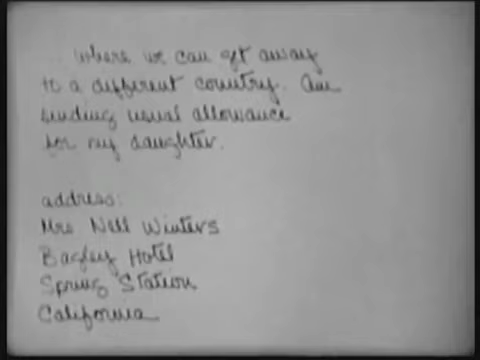 where we can get away
to a different country. Am
sending usual allowance
for my daughter.
address:
Mrs Nell Winters
Bagley Hotel
Spring Station
California